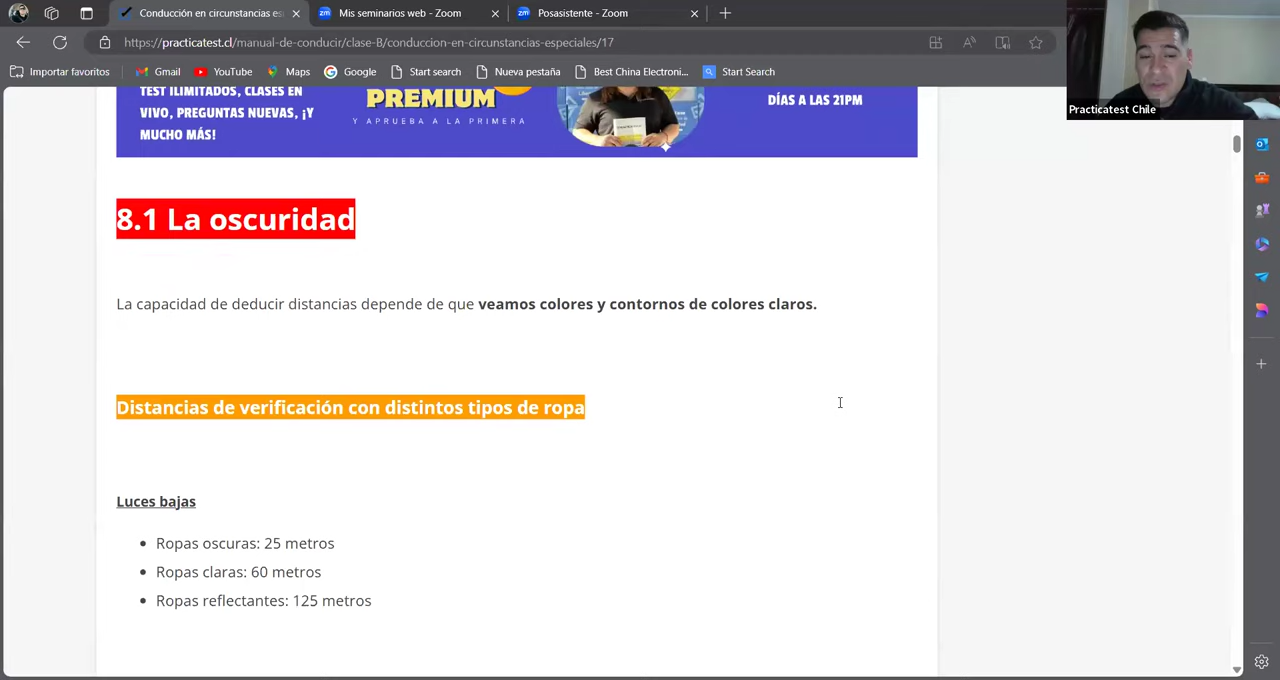 Conducción en circunstancias es
Mis seminarios web - Zoom
Posasistente - Zoom
https://practicatest.cl/manual-de-conducir/clase-B/conduccion-en-circunstancias-especiales/17
Importar favoritos
Gmail
YouTube
Maps
Google
Start search
Nueva pestaña
Best China Electroni...
Start Search
Practicatest Chile
TEST ILIMITADOS, CLASES EN
VIVO, PREGUNTAS NUEVAS, ¡Y
MUCHO MÁS!
PREMIUM
Y APRUEBA A LA PRIMERA
DÍAS A LAS 21PM
8.1 La oscuridad
La capacidad de deducir distancias depende de que veamos colores y contornos de colores claros.
Distancias de verificación con distintos tipos de ropa
Luces bajas
Ropas oscuras: 25 metros
Ropas claras: 60 metros
Ropas reflectantes: 125 metros